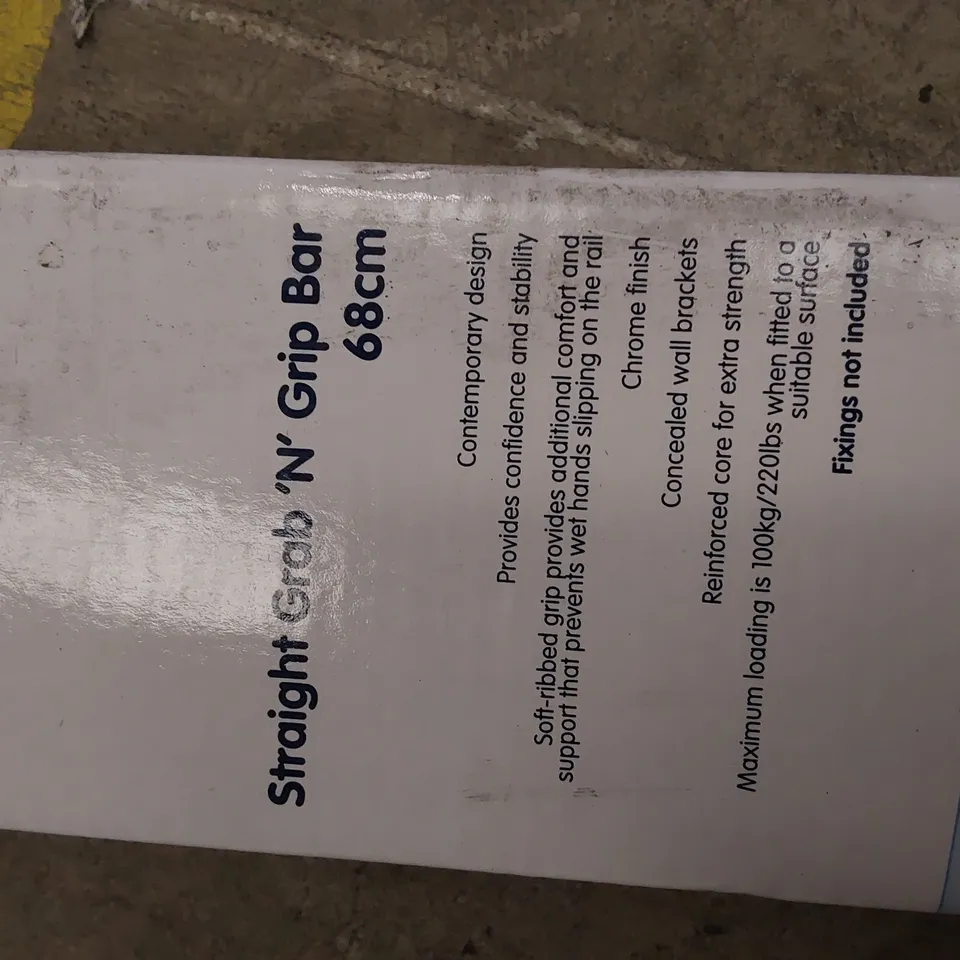 Straight Grab 'N' Grip Bar
68cm
Contemporary design
Provides confidence and stability
Soft-ribbed grip provides additional comfort and
support that prevents wet hands slipping on the rail
Chrome finish
Concealed wall brackets
Reinforced core for extra strength
Maximum loading is 100kg/220lbs when fitted to a
suitable surface
Fixings not included